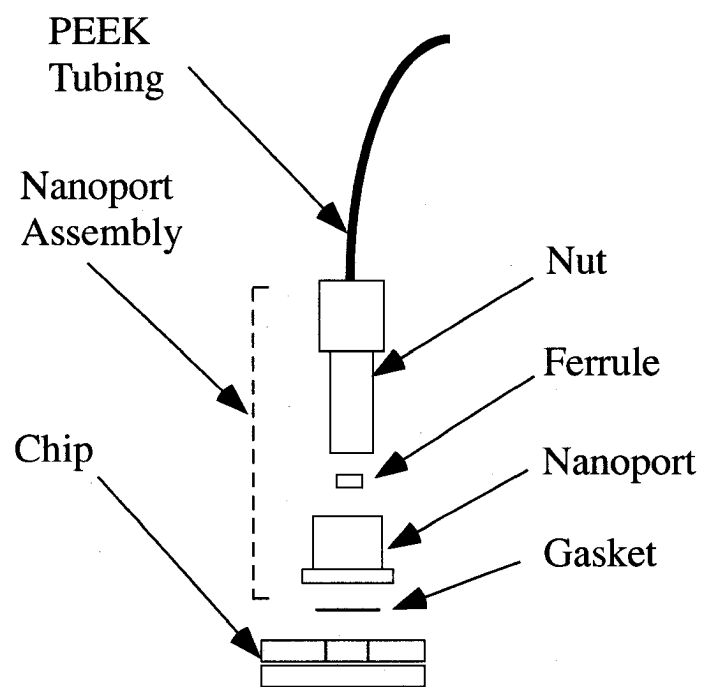 PEEK
Tubing
Nanoport
Assembly
Nut
Ferrule
Chip
Nanoport
Gasket